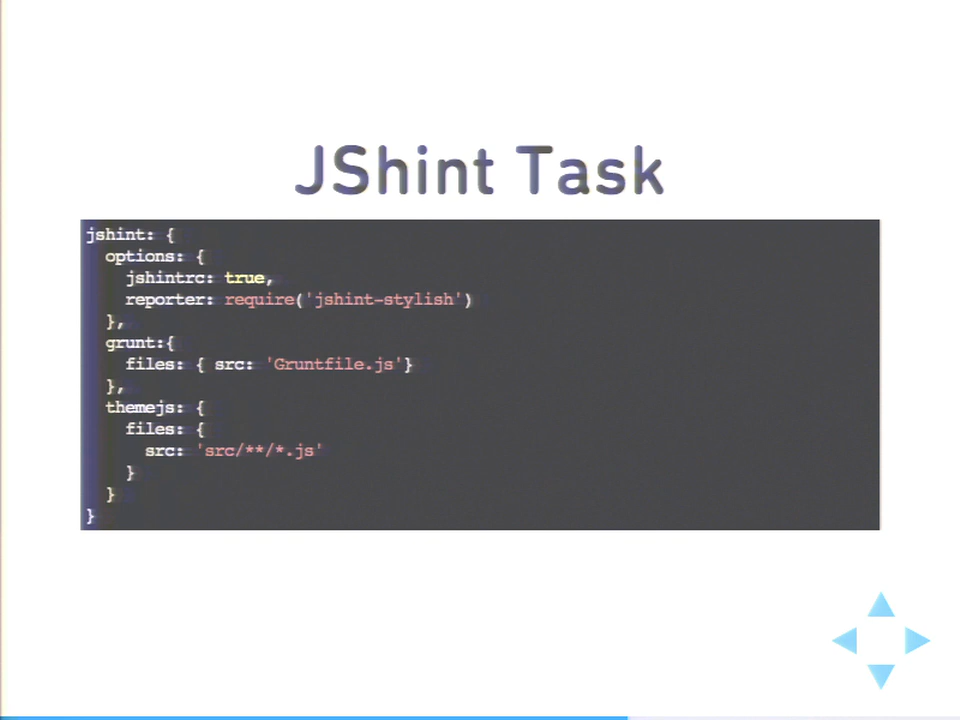 JShint Task
jshint: {
  options: {
    jshintrc: true,
    reporter: require('jshint-stylish')
  },
  grunt:{
    files: { src: 'Gruntfile.js'}
  },
  themejs: {
    files: {
      src: 'src/**/*.js'
    }
  }
}